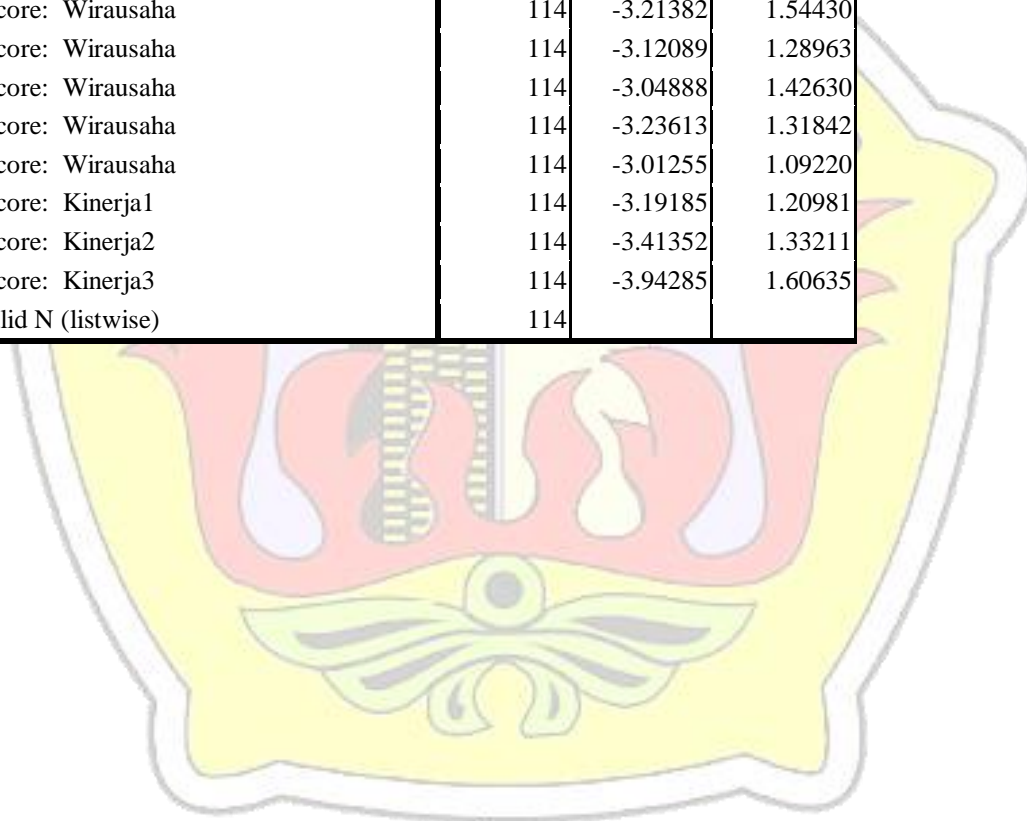 core: Wirausaha 114 -3.21382 1.54430
core: Wirausaha 114 -3.12089 1.28963
core: Wirausaha 114 -3.04888 1.42630
core: Wirausaha 114 -3.23613 1.31842
core: Wirausaha 114 -3.01255 1.09220
core: Kinerja1 114 -3.19185 1.20981
core: Kinerja2 114 -3.41352 1.33211
core: Kinerja3 114 -3.94285 1.60635
lid N (listwise) 114